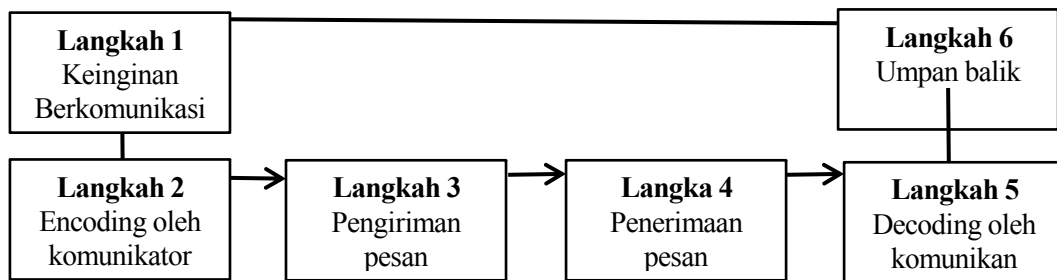 Langkah 1
Keinginan
Berkomunikasi
Langkah 6
Umpan balik
Langkah 2
Encoding oleh
komunikator
Langkah 3
Pengiriman
pesan
Langka 4
Penerimaan
pesan
Langkah 5
Decoding oleh
komunikan